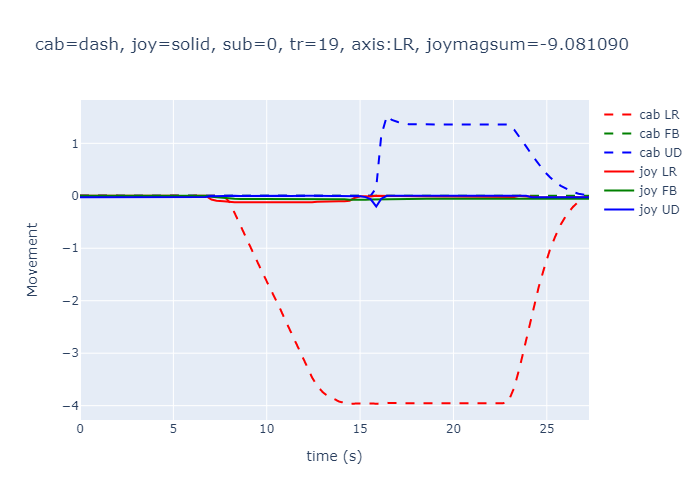 cab=dash, joy=solid, sub=0, tr=19, axis:LR, joymagsum=-9.081090
cab LR
cab FB
cab UD
joy LR
joy FB
joy UD
Movement
1
0
−1
−2
−3
−4
0 5 10 15 20 25
time (s)